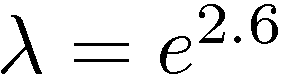 λ = e^{2.6}